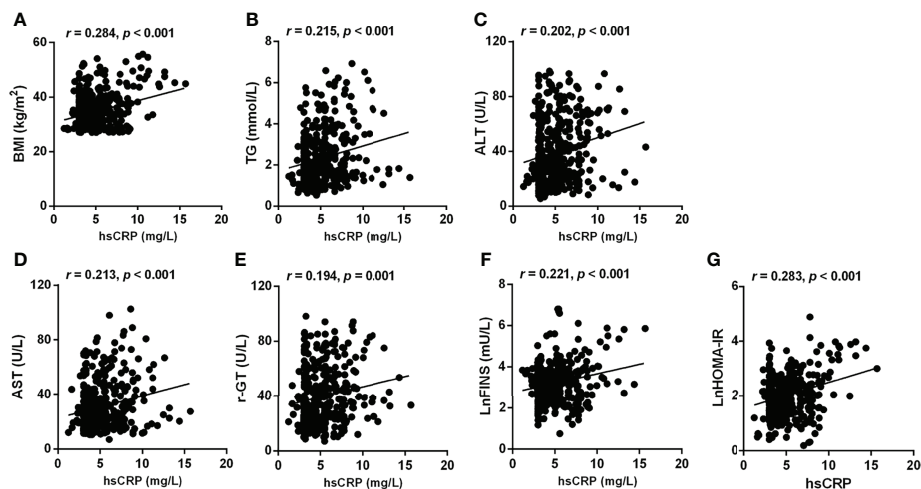 A
r = 0.284, p < 0.001
BMI (kg/m²)
60
40
20
0
0 5 10 15 20
hsCRP (mg/L)
B
r = 0.215, p < 0.001
TG (mmol/L)
8
6
4
2
0
0 5 10 15 20
hsCRP (mg/L)
C
r = 0.202, p < 0.001
ALT (U/L)
120
80
40
0
0 5 10 15 20
hsCRP (mg/L)
D
r = 0.213, p < 0.001
AST (U/L)
120
80
40
0
0 5 10 15 20
hsCRP (mg/L)
E
r = 0.194, p = 0.001
r-GT (U/L)
120
80
40
0
0 5 10 15 20
hsCRP (mg/L)
F
r = 0.221, p < 0.001
LnFINS (mU/L)
8
6
4
2
0
0 5 10 15 20
hsCRP (mg/L)
G
r = 0.283, p < 0.001
LnHOMA-IR
6
4
2
0
0 5 10 15 20
hsCRP